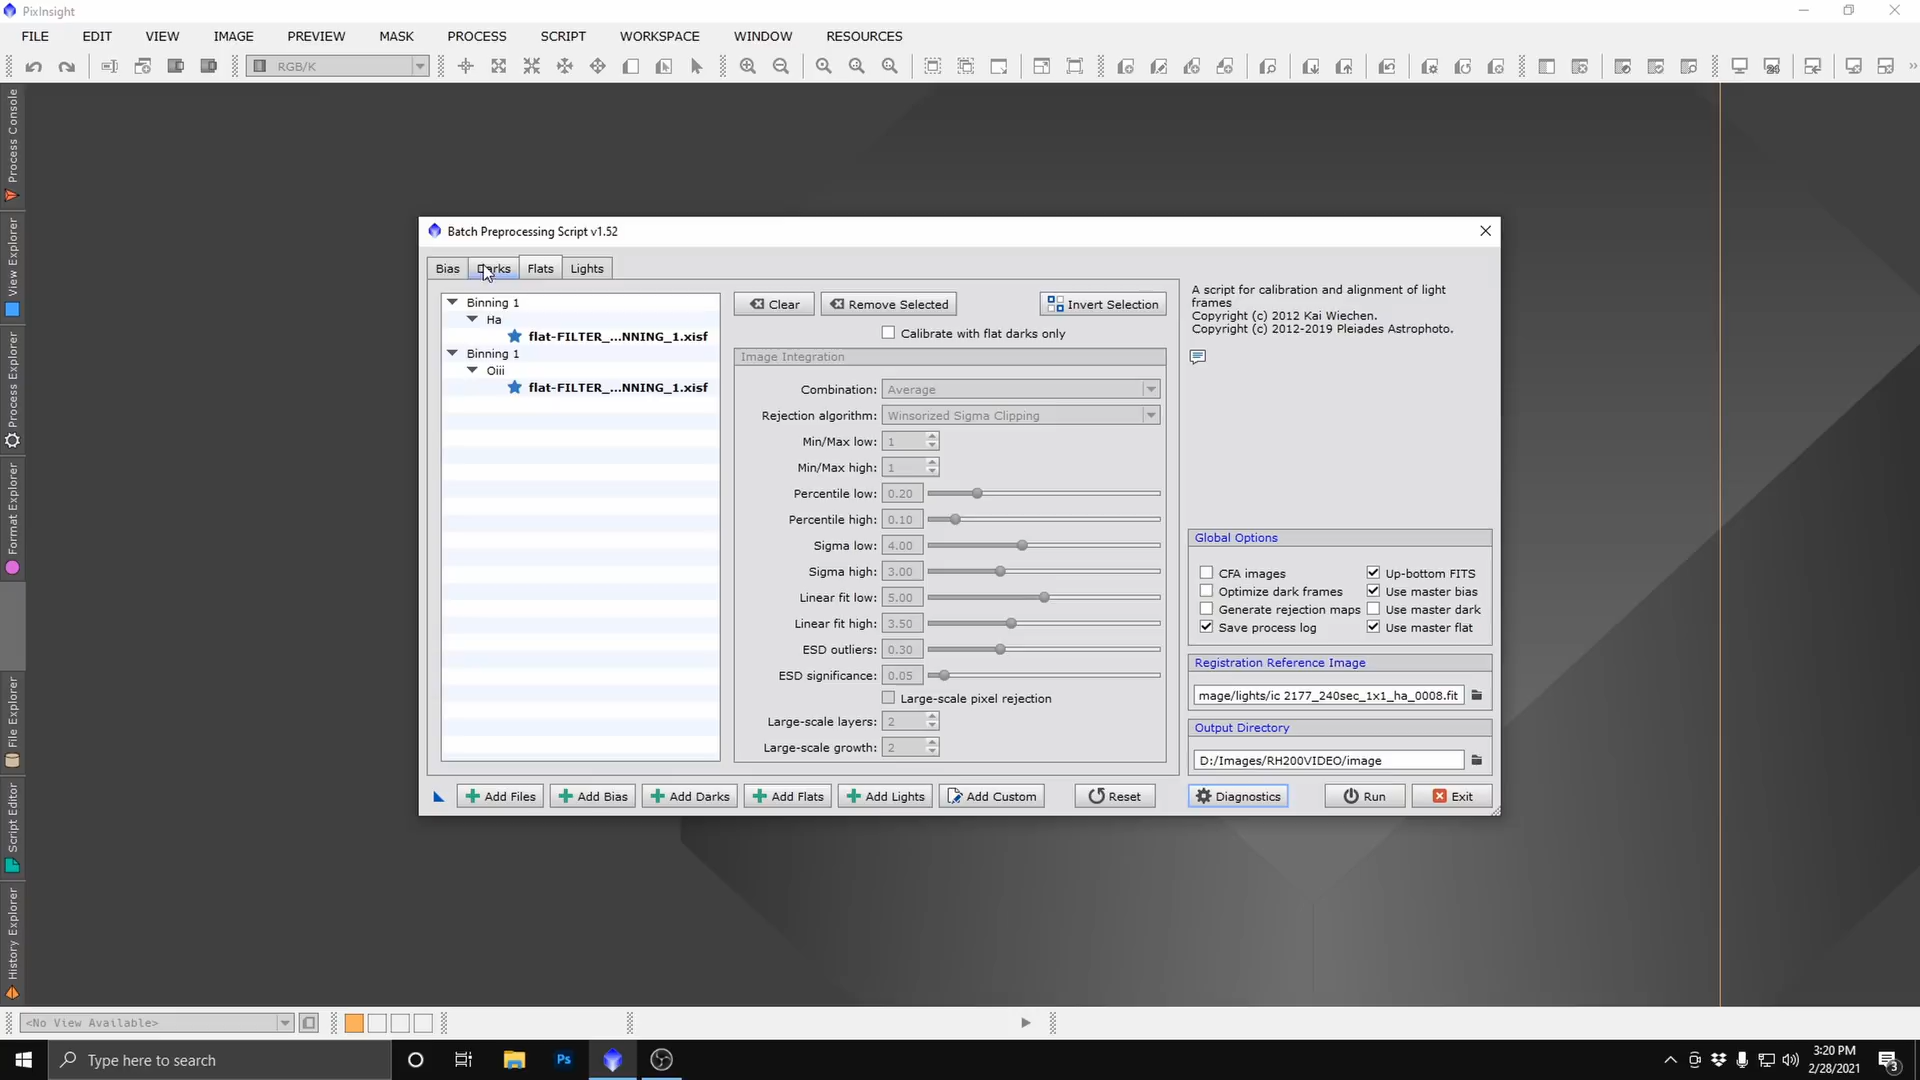 PixInsight
FILE EDIT VIEW IMAGE PREVIEW MASK PROCESS SCRIPT WORKSPACE WINDOW RESOURCES
RGB/K
Process Console
View Explorer
Process Explorer
Format Explorer
File Explorer
Script Editor
History Explorer
Batch Preprocessing Script v1.52
Bias Darks Flats Lights
Binning 1
Ha
flat-FILTER_...NNING_1.xisf
Binning 1
Oiii
flat-FILTER_...NNING_1.xisf
Clear Remove Selected Invert Selection
Calibrate with flat darks only
Image Integration
Combination: Average
Rejection algorithm: Winsorized Sigma Clipping
Min/Max low: 1
Min/Max high: 1
Percentile low: 0.20
Percentile high: 0.10
Sigma low: 4.00
Sigma high: 3.00
Linear fit low: 5.00
Linear fit high: 3.50
ESD outliers: 0.30
ESD significance: 0.05
Large-scale pixel rejection
Large-scale layers: 2
Large-scale growth: 2
A script for calibration and alignment of light
frames
Copyright (c) 2012 Kai Wiechen.
Copyright (c) 2012-2019 Pleiades Astrophoto.
Global Options
CFA images Up-bottom FITS
Optimize dark frames Use master bias
Generate rejection maps Use master dark
Save process log Use master flat
Registration Reference Image
mage/lights/ic 2177_240sec_1x1_ha_0008.fit
Output Directory
D:/Images/RH200VIDEO/image
Add Files Add Bias Add Darks Add Flats Add Lights Add Custom Reset Diagnostics Run Exit
<No View Available>
Type here to search
Ps
3:20 PM
2/28/2021
3